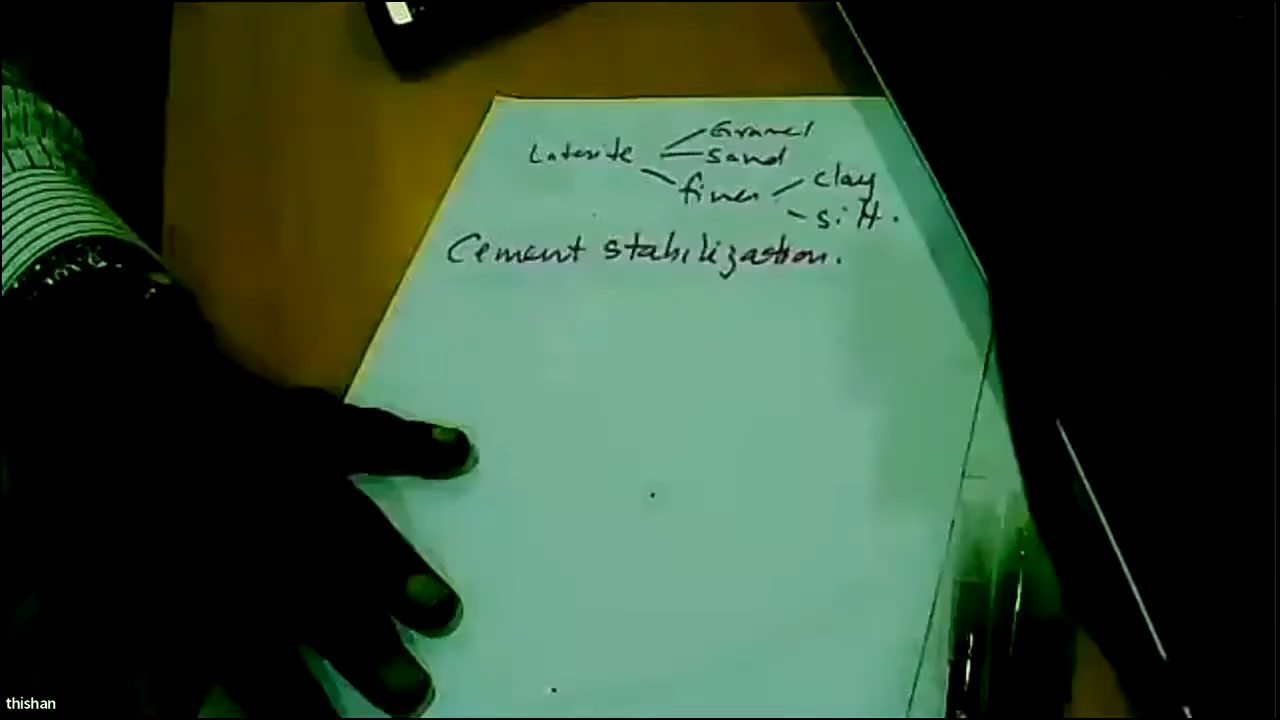 Laterite Gravel
sand
fines clay
silt.
Cement stabilization.
thishan